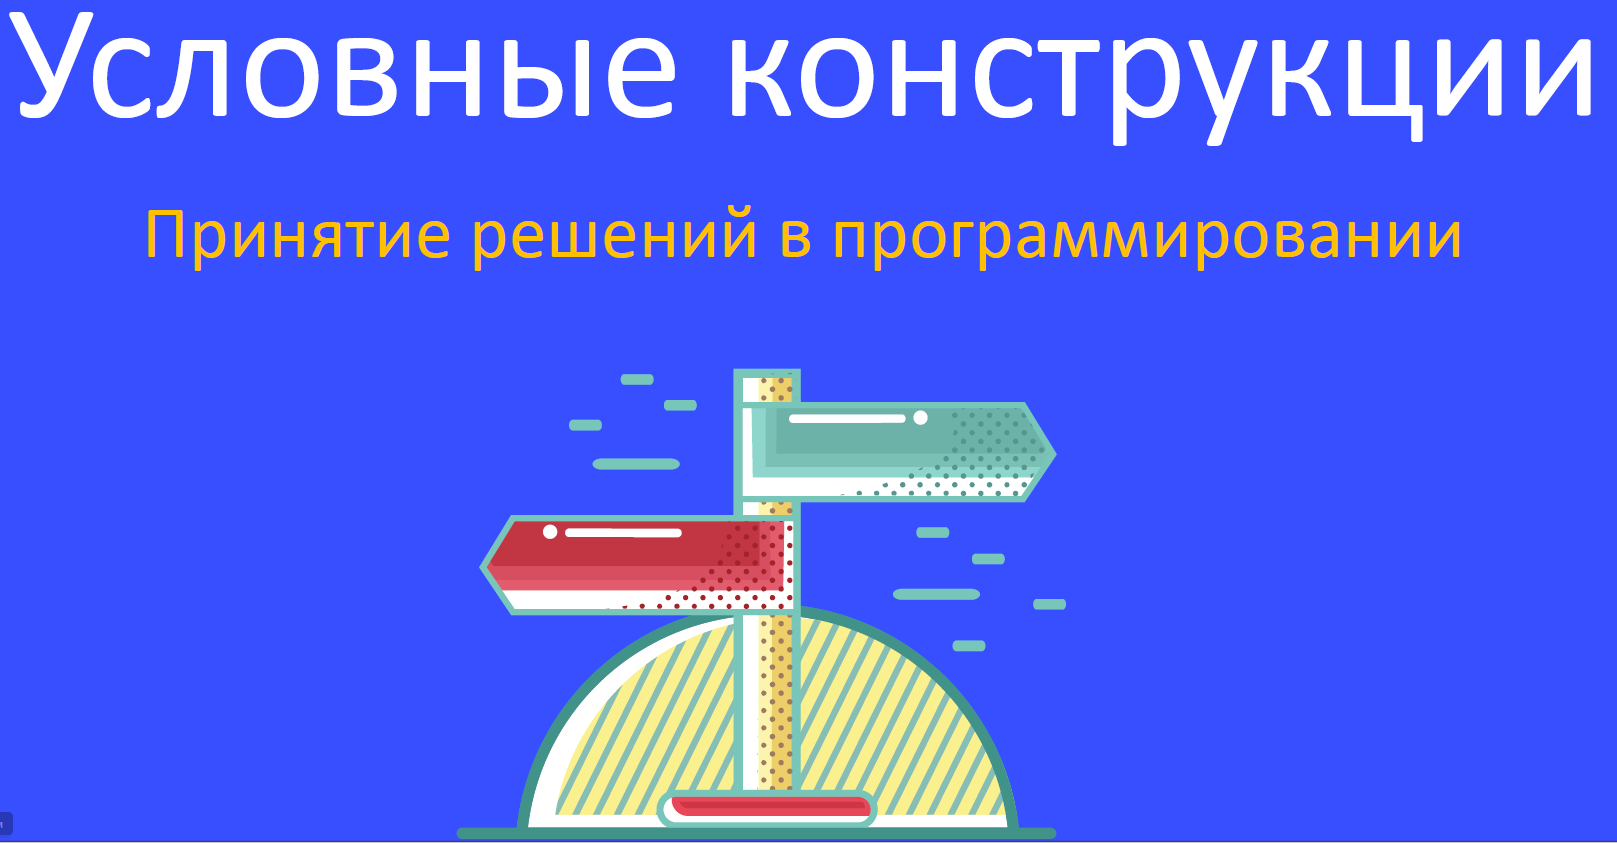 Условные конструкции
Принятие решений в программировании